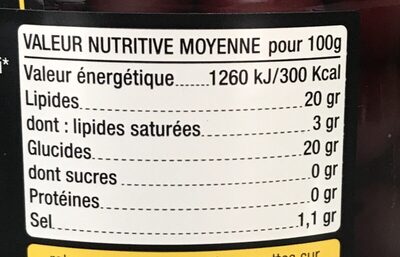 VALEUR NUTRITIVE MOYENNE pour 100g
Valeur énergétique......1260 kJ/300 Kcal
Lipides..............................20 gr
dont : lipides saturées................3 gr
Glucides............................20 gr
dont sucres..........................0 gr
Protéines............................0 gr
Sel..................................1,1 gr